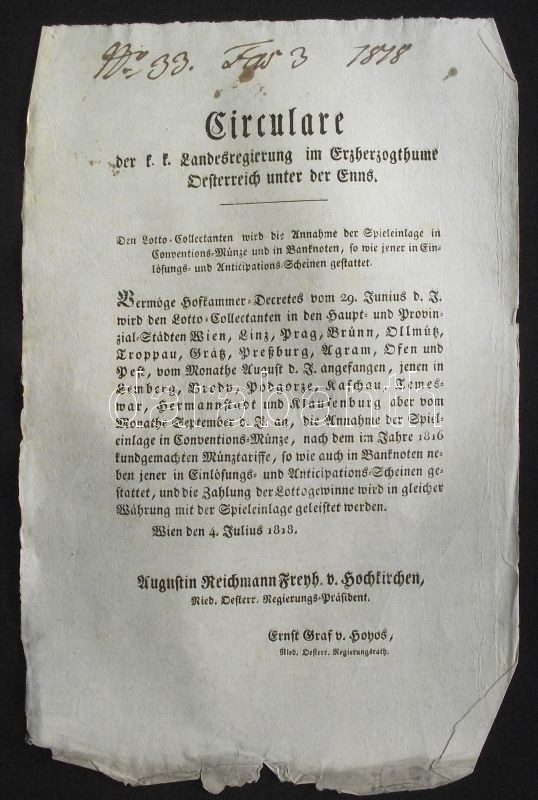 No 33. Fas 3 1818
Circulare
der k. k. Landesregierung im Erzherzogthume
Oesterreich unter der Enns.
Den Lotto-Collectanten wird die Annahme der Spieleinlage in
Conventions-Münze und in Banknoten, so wie jener in Ein-
lösungs- und Anticipations-Scheinen gestattet.
Vermöge Hofkammer-Decretes vom 29. Junius d. J.
wird den Lotto-Collectanten in den Haupt- und Provin-
zial-Städten Wien, Linz, Prag, Brünn, Ollmütz,
Troppau, Grätz, Preßburg, Agram, Ofen und
Pest, vom Monathe August d. J. angefangen, jenen in
Lemberg, Brody, Podgorze, Kaschau, Temes-
war, Hermannstadt und Klausenburg aber vom
Monathe September d. J. an, die Annahme der Spiel-
einlage in Conventions-Münze, nach dem im Jahre 1816
kundgemachten Münztariffe, so wie auch in Banknoten ne-
ben jener in Einlösungs- und Anticipations-Scheinen ge-
stattet, und die Zahlung der Lottogewinne wird in gleicher
Währung mit der Spieleinlage geleistet werden.
Wien den 4. Julius 1818.
Augustin Reichmann Freyh. v. Hochkirchen,
Nied. Oesterr. Regierungs-Präsident.
Ernst Graf v. Hoyos,
Nied. Oesterr. Regierungsrath.